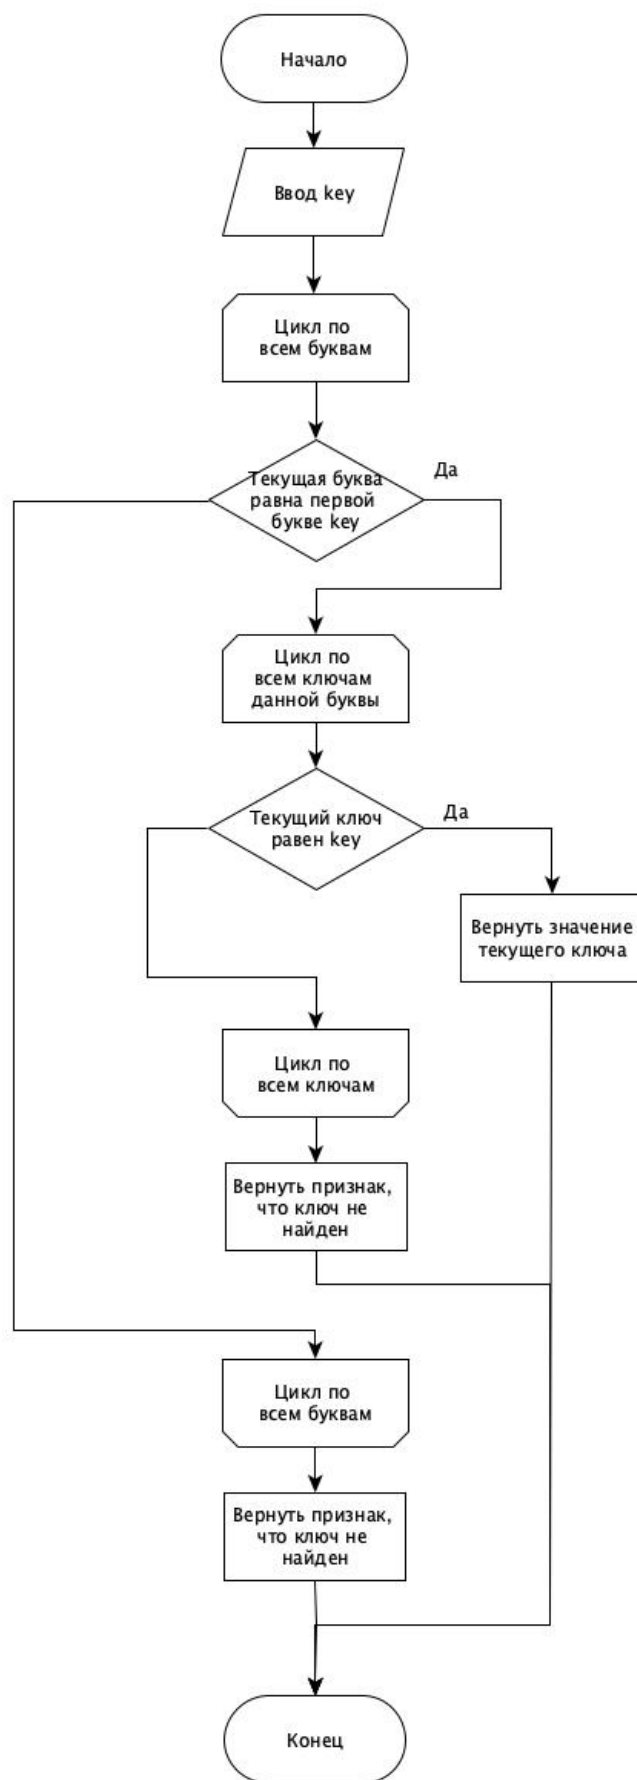 Начало
Ввод key
Цикл по
всем буквам
Текущая буква
равна первой
букве key
Да
Цикл по
всем ключам
данной буквы
Текущий ключ
равен key
Да
Вернуть значение
текущего ключа
Цикл по
всем ключам
Вернуть признак,
что ключ не
найден
Цикл по
всем буквам
Вернуть признак,
что ключ не
найден
Конец